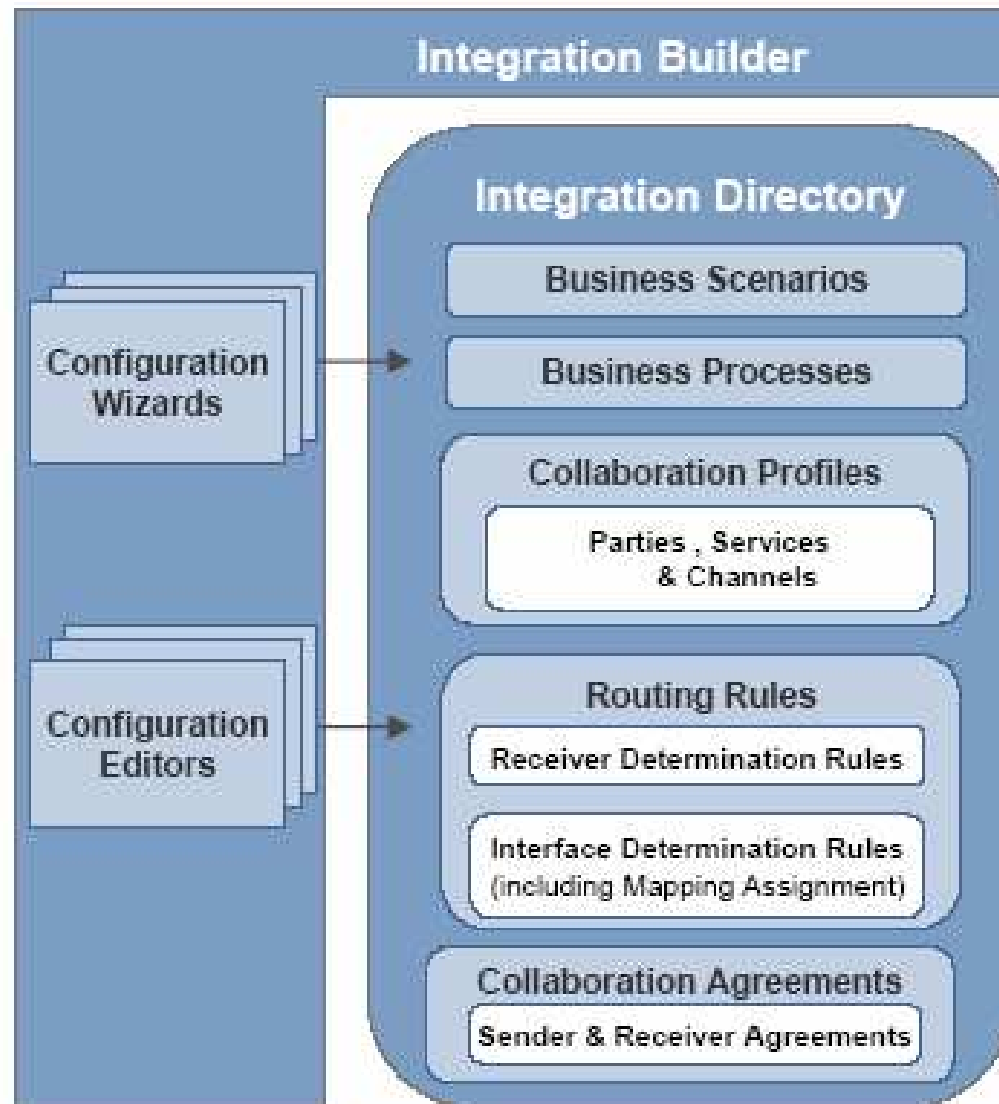 Integration Builder
Integration Directory
Business Scenarios
Business Processes
Configuration
Wizards
Collaboration Profiles
Parties , Services
& Channels
Configuration
Editors
Routing Rules
Receiver Determination Rules
Interface Determination Rules
(including Mapping Assignment)
Collaboration Agreements
Sender & Receiver Agreements